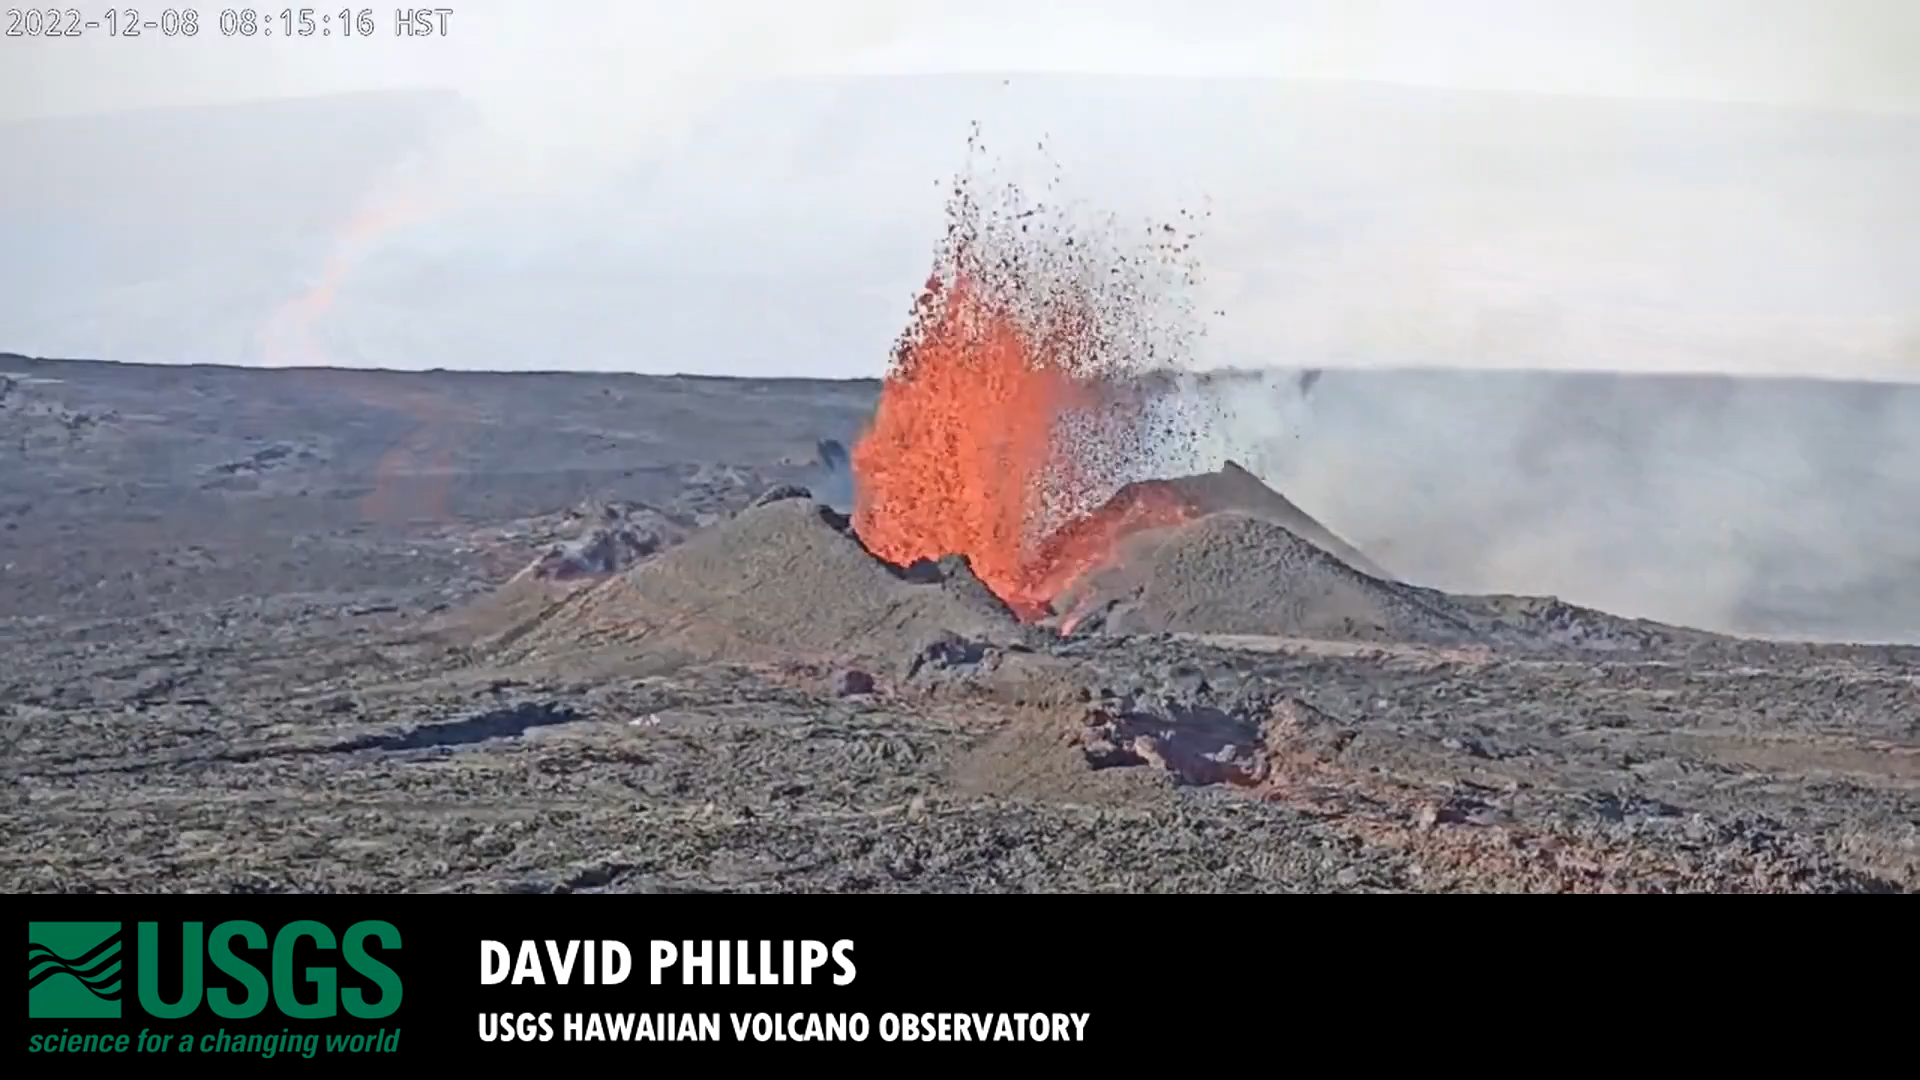 2022-12-08 08:15:16 HST
USGS
science for a changing world
DAVID PHILLIPS
USGS HAWAIIAN VOLCANO OBSERVATORY